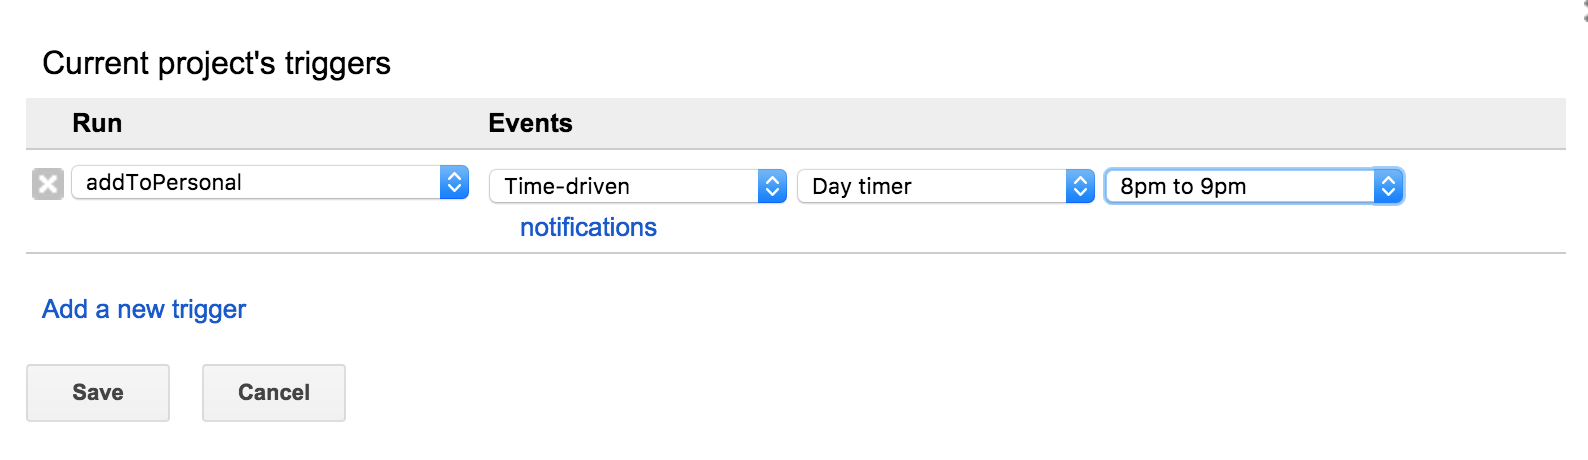 Current project's triggers
Run Events
addToPersonal Time-driven Day timer 8pm to 9pm
notifications
Add a new trigger
Save Cancel